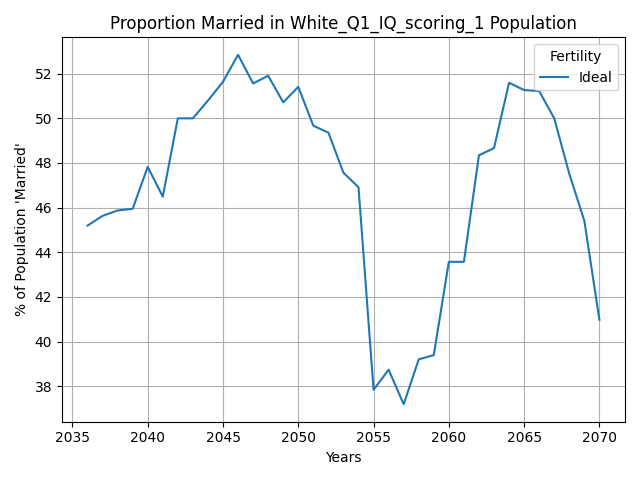 Proportion Married in White_Q1_IQ_scoring_1 Population
Fertility
Ideal
% of Population 'Married'
52
50
48
46
44
42
40
38
2035 2040 2045 2050 2055 2060 2065 2070
Years